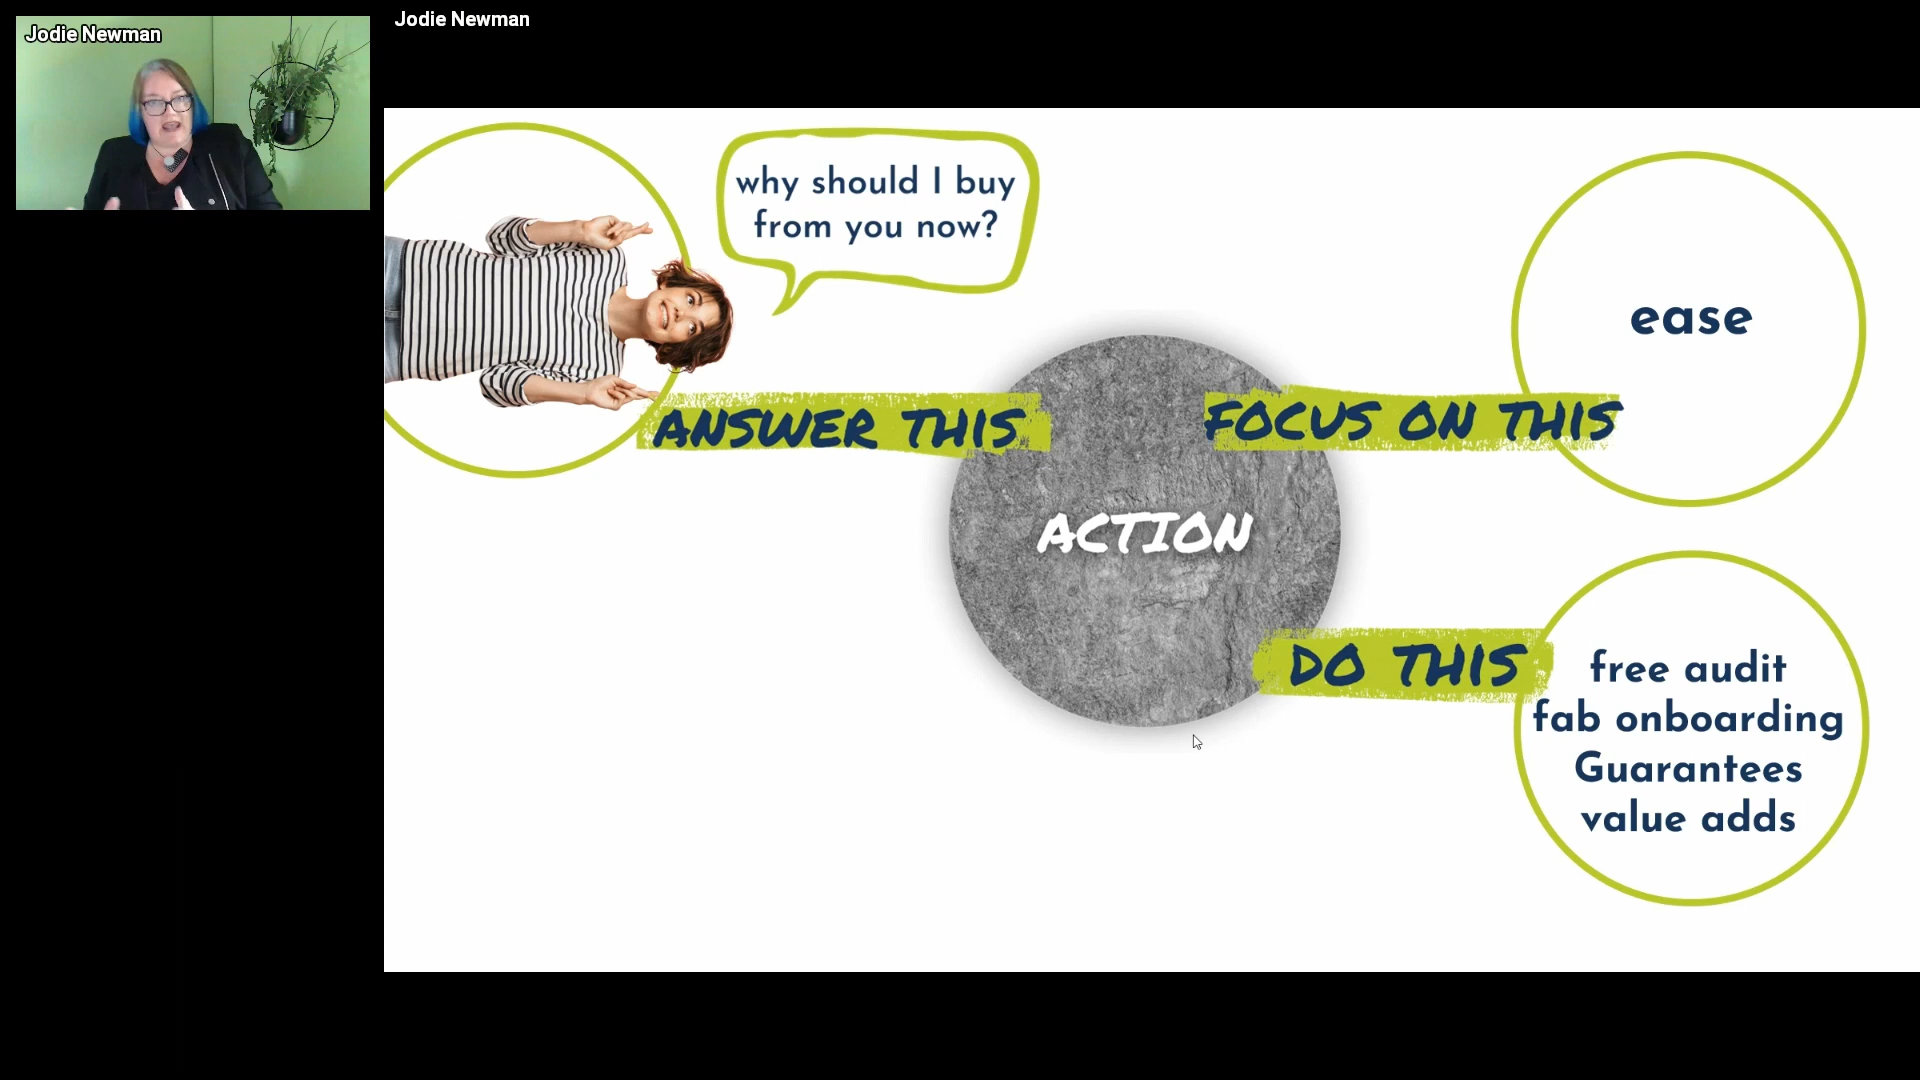 Jodie Newman
Jodie Newman
why should I buy
from you now?
ANSWER THIS
FOCUS ON THIS
ease
ACTION
DO THIS
free audit
fab onboarding
Guarantees
value adds